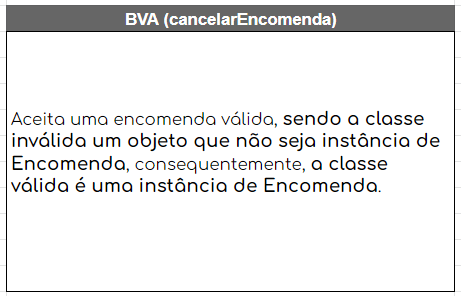 BVA (cancelarEncomenda)
Aceita uma encomenda válida, sendo a classe
inválida um objeto que não seja instância de
Encomenda, consequentemente, a classe
válida é uma instância de Encomenda.